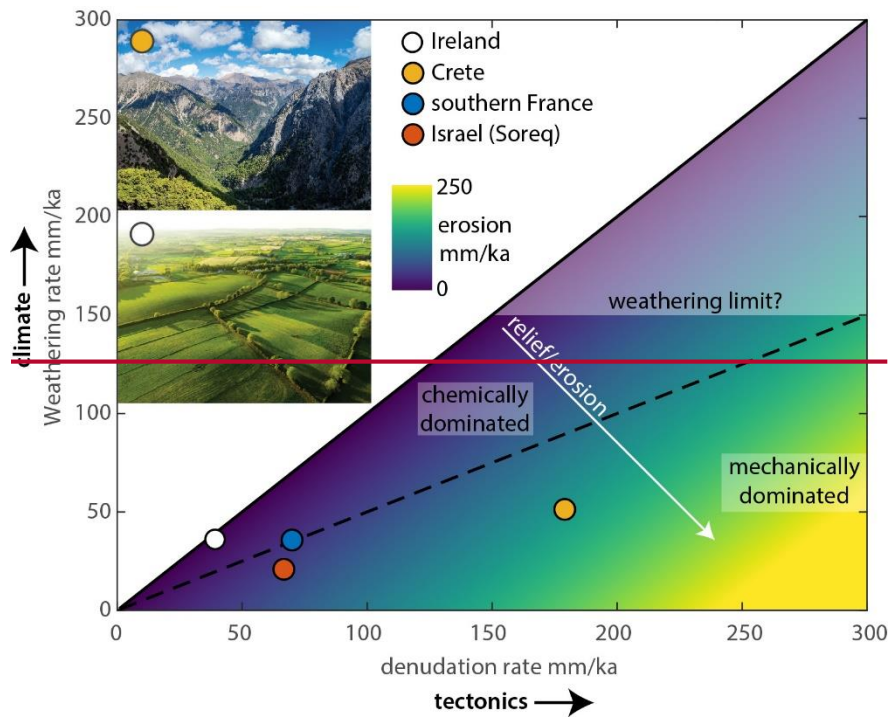 300
250
200
150
100
50
0
climate
Weathering rate mm/ka
Ireland
Crete
southern France
Israel (Soreq)
250
erosion
mm/ka
0
weathering limit?
relief/erosion
chemically
dominated
mechanically
dominated
0
50
100
150
200
250
300
denudation rate mm/ka
tectonics